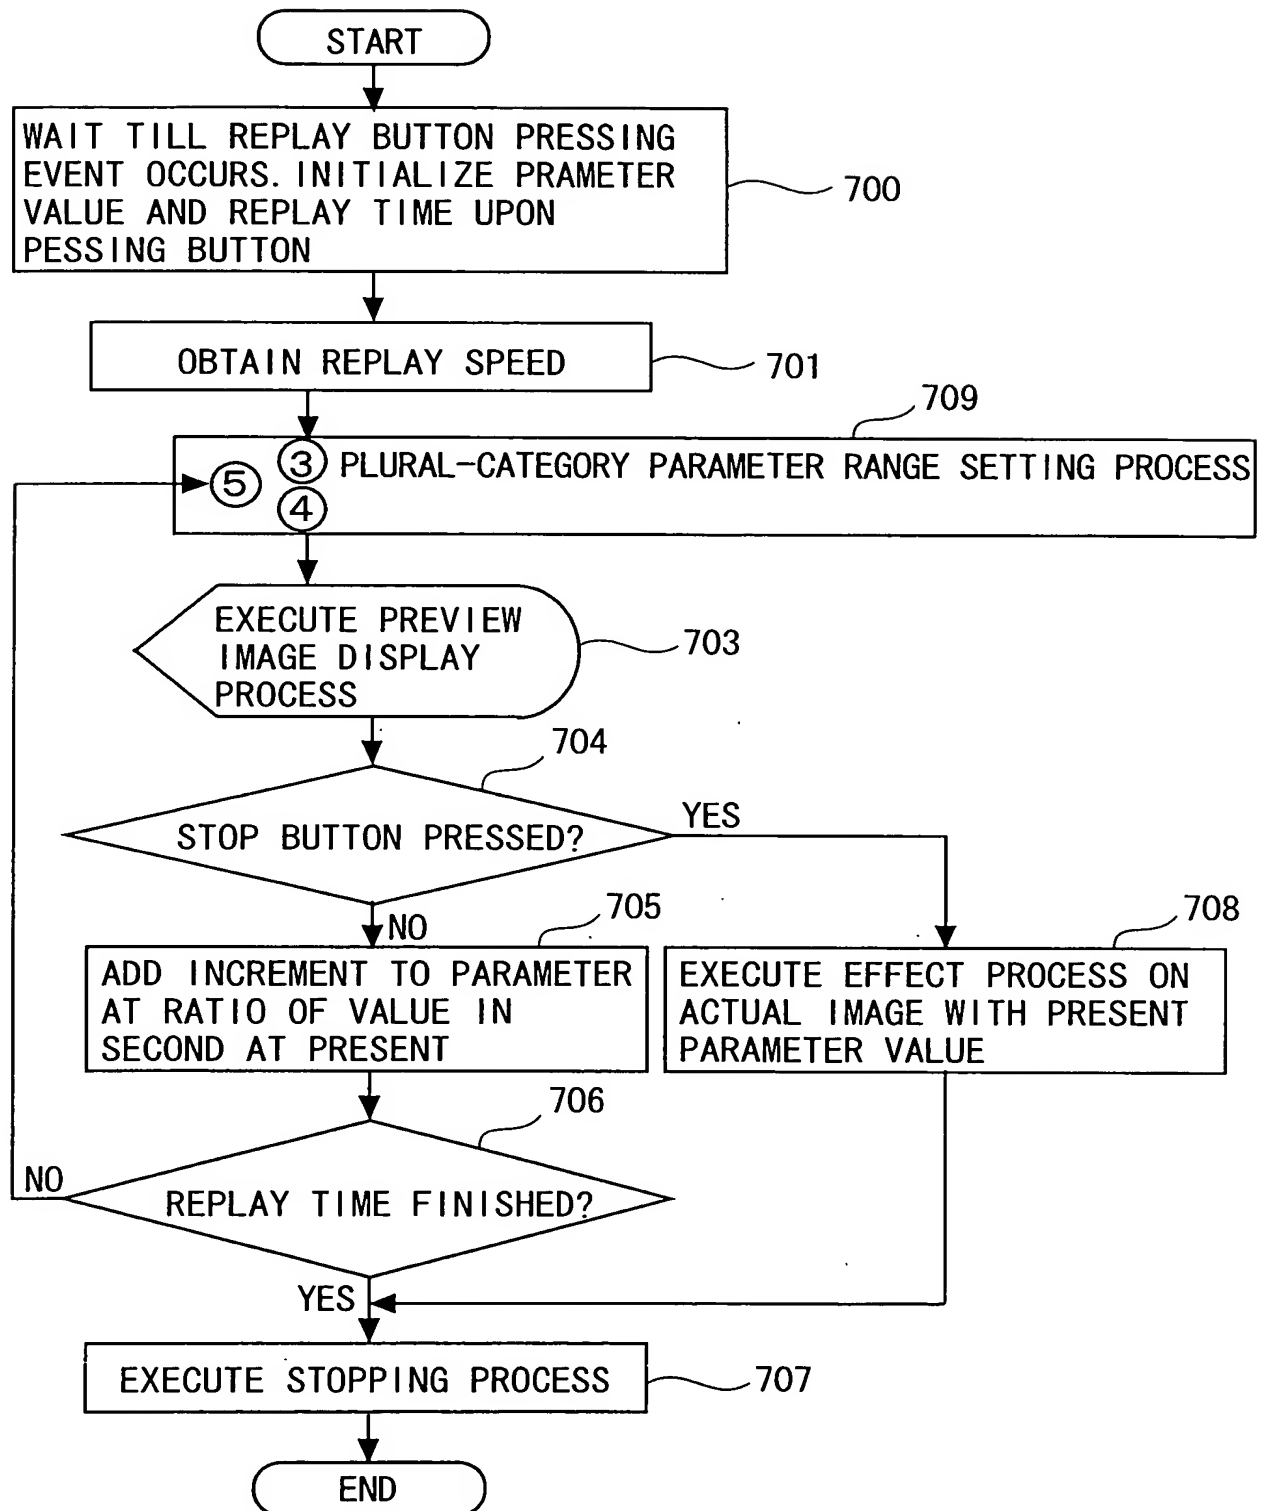 START
WAIT TILL REPLAY BUTTON PRESSING
EVENT OCCURS. INITIALIZE PRAMETER
VALUE AND REPLAY TIME UPON
PESSING BUTTON
700
OBTAIN REPLAY SPEED
701
709
③ PLURAL-CATEGORY PARAMETER RANGE SETTING PROCESS
⑤
④
EXECUTE PREVIEW
IMAGE DISPLAY
PROCESS
703
704
STOP BUTTON PRESSED?
YES
NO
705
ADD INCREMENT TO PARAMETER
AT RATIO OF VALUE IN
SECOND AT PRESENT
708
EXECUTE EFFECT PROCESS ON
ACTUAL IMAGE WITH PRESENT
PARAMETER VALUE
706
NO
REPLAY TIME FINISHED?
YES
EXECUTE STOPPING PROCESS
707
END